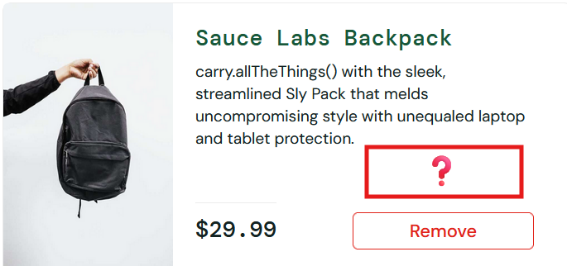 Sauce Labs Backpack
carry.allTheThings() with the sleek,
streamlined Sly Pack that melds
uncompromising style with unequaled laptop
and tablet protection.
❓
$29.99
Remove